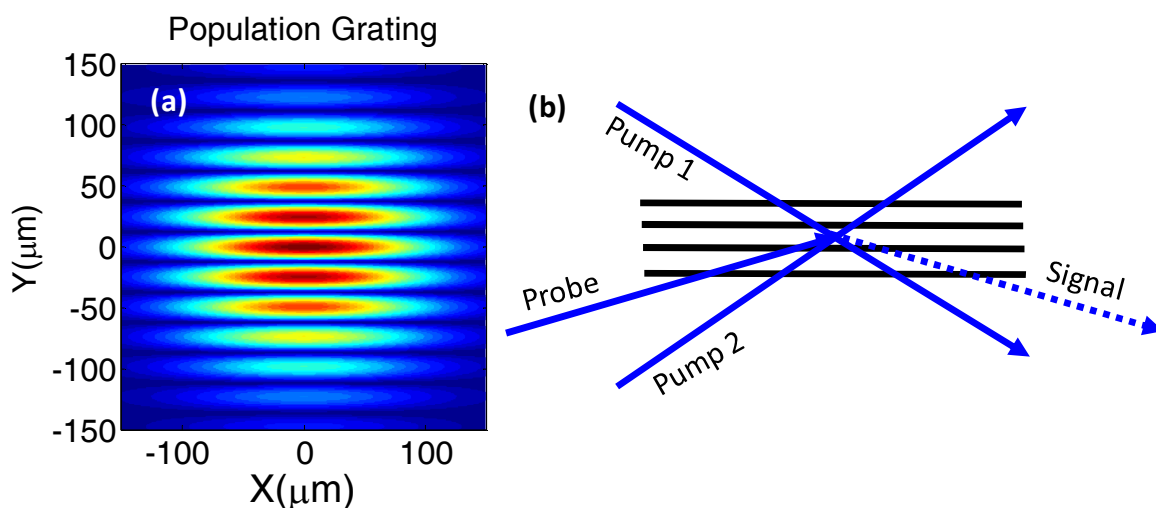 Population Grating
(a)
150
100
50
0
-50
-100
-150
Y(μm)
-100
0
100
X(μm)
(b)
Pump 1
Probe
Pump 2
Signal